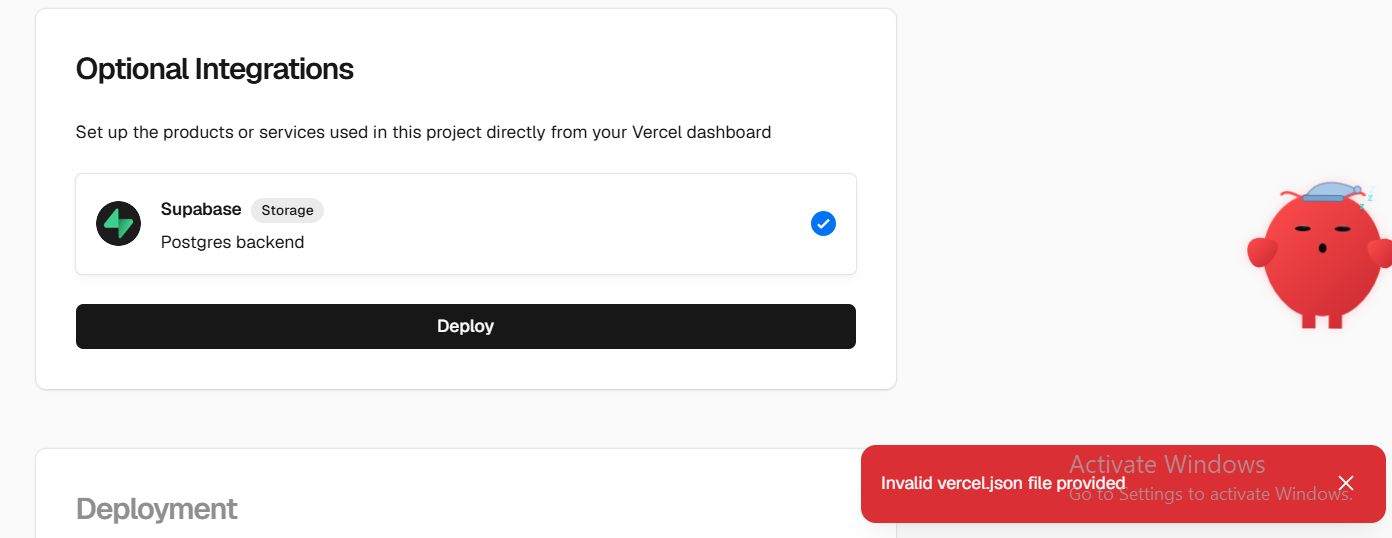 Optional Integrations
Set up the products or services used in this project directly from your Vercel dashboard
Supabase Storage
Postgres backend
Deploy
Deployment
Invalid vercel.json file provided
Activate Windows
Go to Settings to activate Windows.
z
z
z